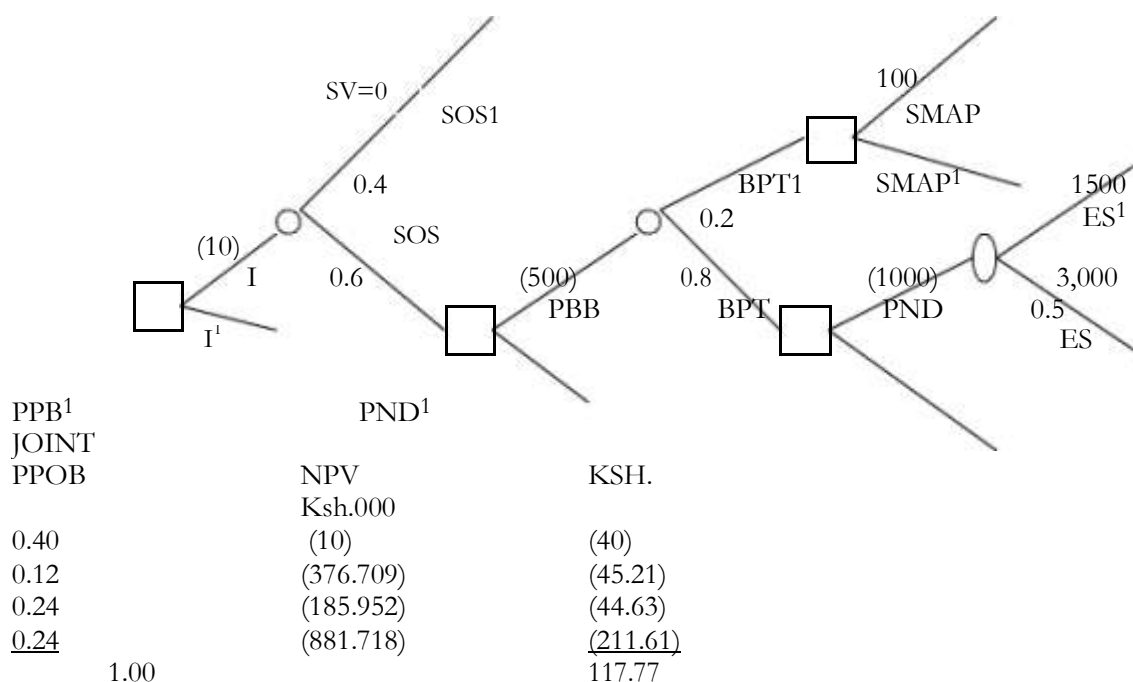 SV=0
SOS1
100
SMAP
0.4
BPT1
SMAP¹
1500
ES¹
0.2
SOS
(10)
I
0.6
(500)
PBB
0.8
BPT
(1000)
PND
3,000
0.5
ES
I¹
PPB¹ PND¹
JOINT
PPOB NPV KSH.
Ksh.000
0.40 (10) (40)
0.12 (376.709) (45.21)
0.24 (185.952) (44.63)
0.24 (881.718) (211.61)
1.00 117.77